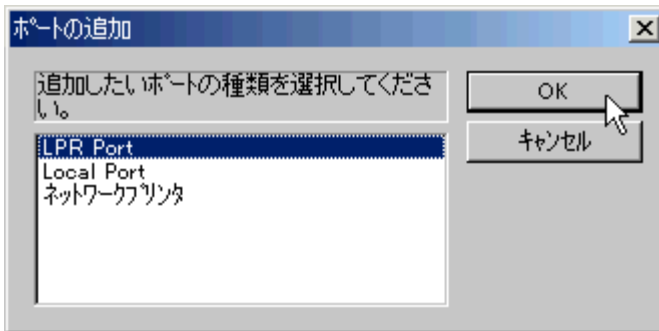 ﾎﾟｰﾄの追加
追加したいﾎﾟｰﾄの種類を選択してくださ
い。
OK
キャンセル
LPR Port
Local Port
ネットワークプリンタ